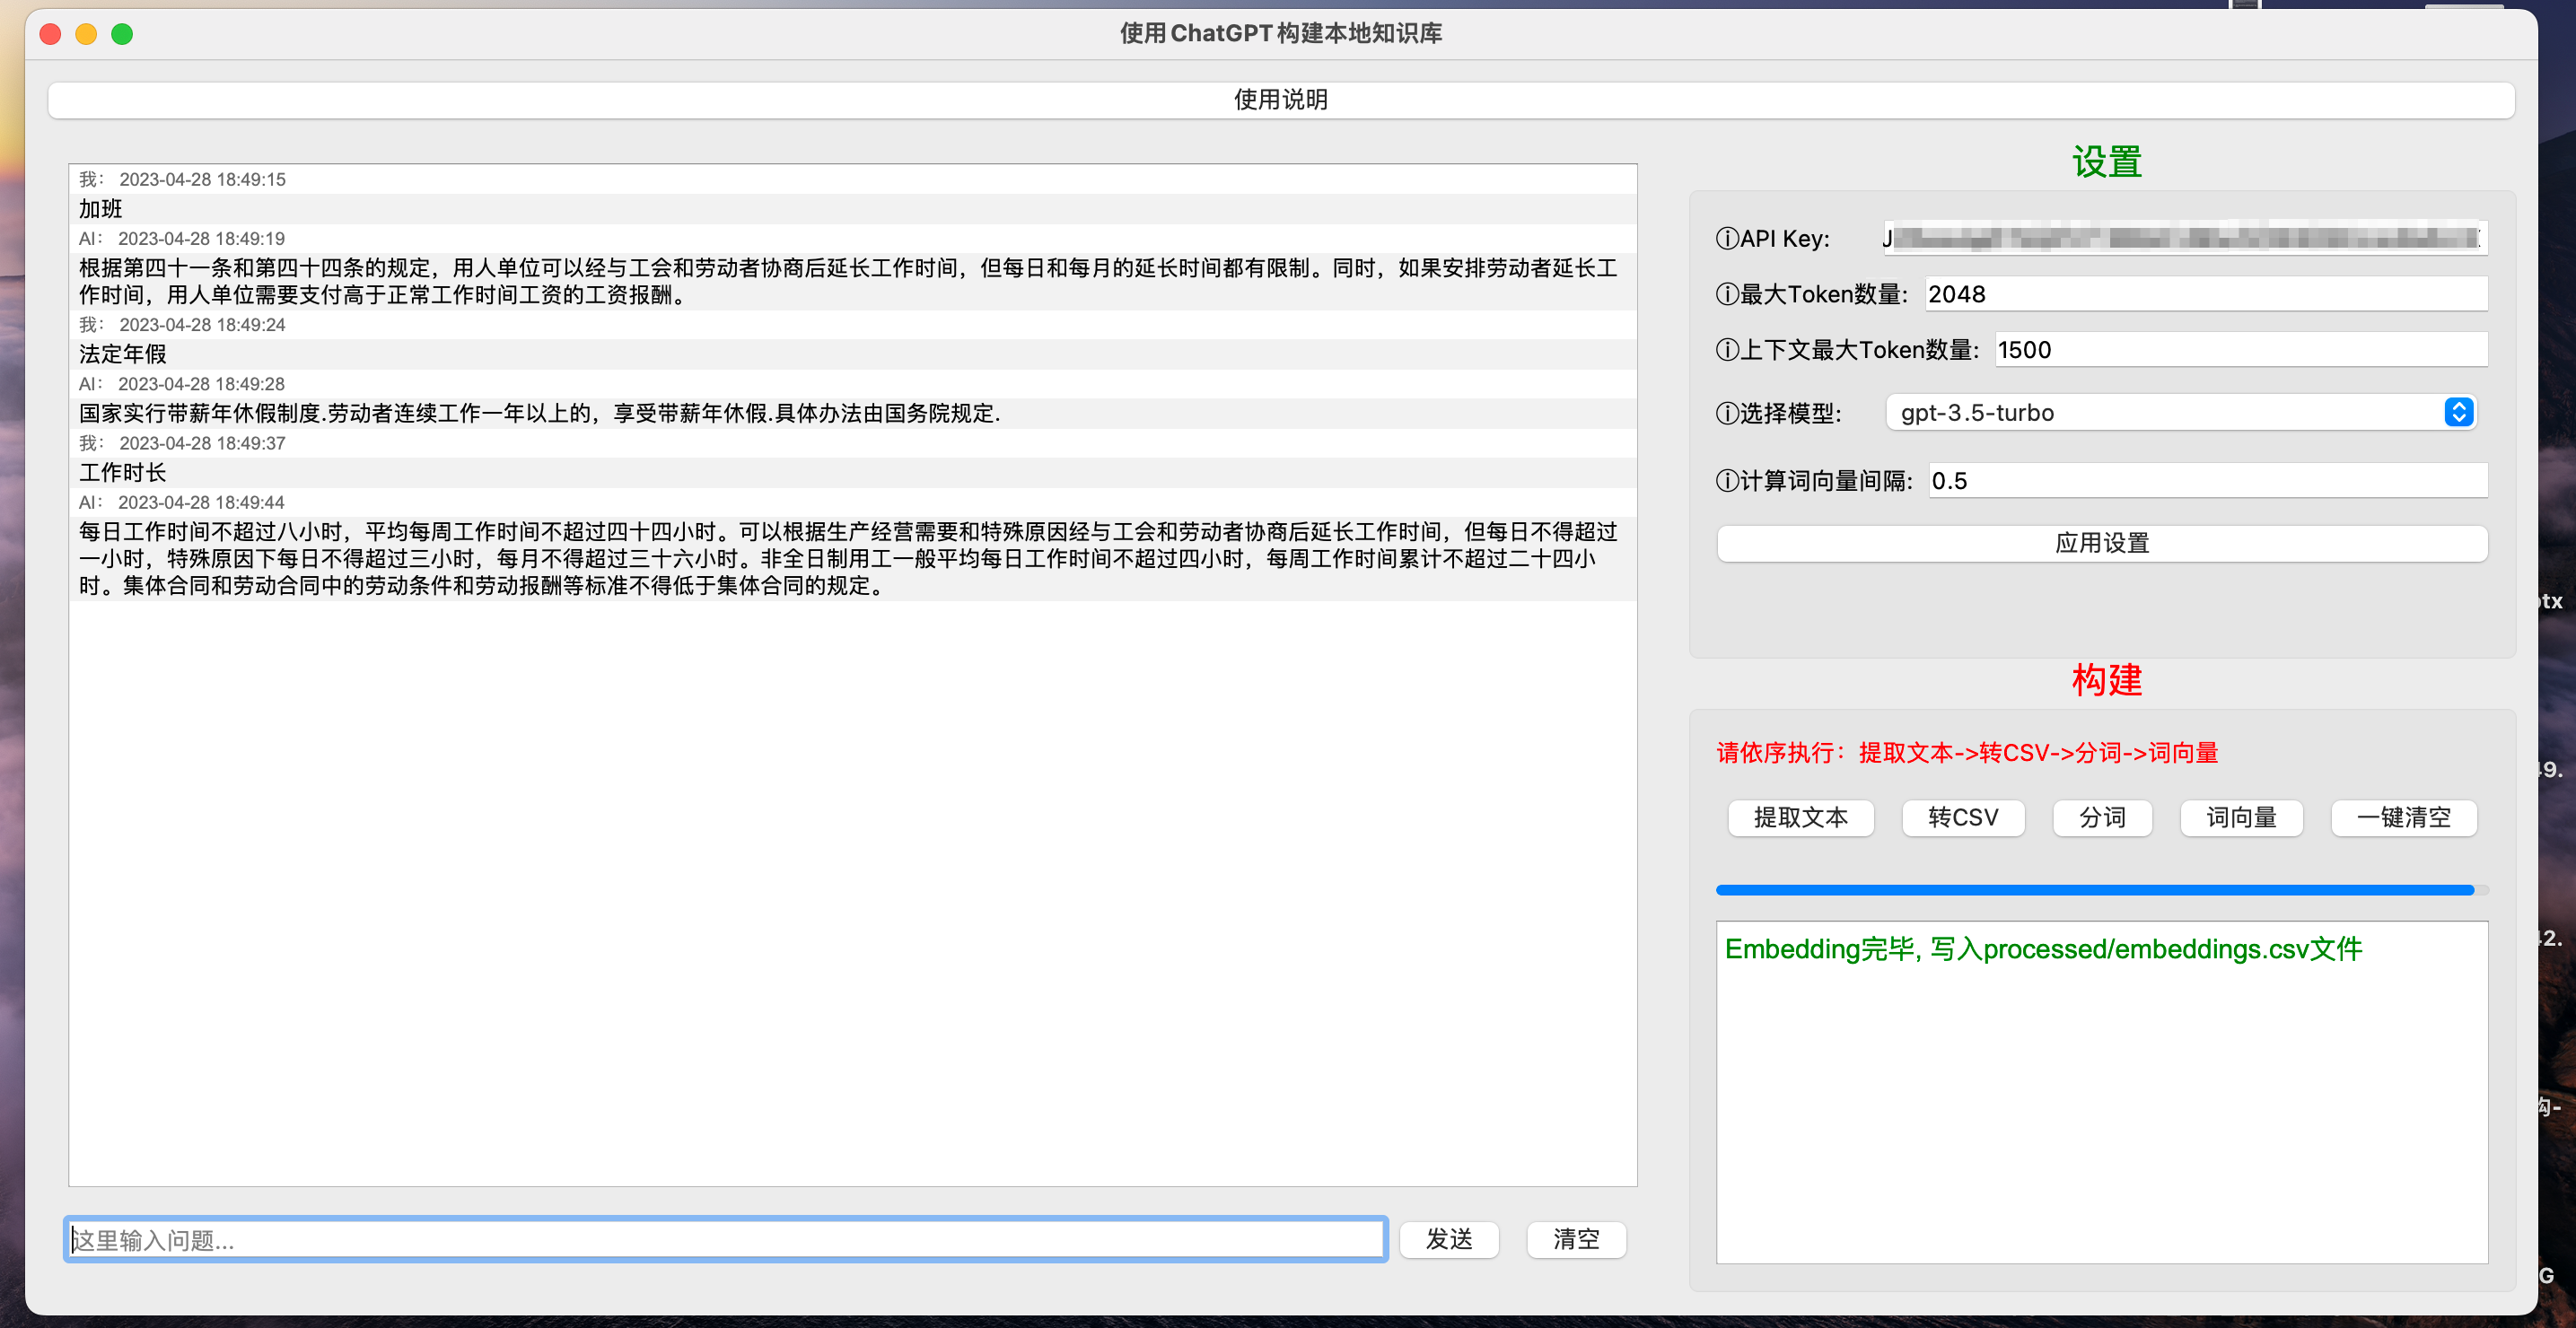 使用ChatGPT构建本地知识库
使用说明
我： 2023-04-28 18:49:15
加班
AI： 2023-04-28 18:49:19
根据第四十一条和第四十四条的规定，用人单位可以经与工会和劳动者协商后延长工作时间，但每日和每月的延长时间都有限制。同时，如果安排劳动者延长工
作时间，用人单位需要支付高于正常工作时间工资的工资报酬。
我： 2023-04-28 18:49:24
法定年假
AI： 2023-04-28 18:49:28
国家实行带薪年休假制度.劳动者连续工作一年以上的，享受带薪年休假.具体办法由国务院规定.
我： 2023-04-28 18:49:37
工作时长
AI： 2023-04-28 18:49:44
每日工作时间不超过八小时，平均每周工作时间不超过四十四小时。可以根据生产经营需要和特殊原因经与工会和劳动者协商后延长工作时间，但每日不得超过
一小时，特殊原因下每日不得超过三小时，每月不得超过三十六小时。非全日制用工一般平均每日工作时间不超过四小时，每周工作时间累计不超过二十四小
时。集体合同和劳动合同中的劳动条件和劳动报酬等标准不得低于集体合同的规定。
这里输入问题...
发送
清空
设置
ⓘAPI Key: J
ⓘ最大Token数量: 2048
ⓘ上下文最大Token数量: 1500
ⓘ选择模型: gpt-3.5-turbo
ⓘ计算词向量间隔: 0.5
应用设置
构建
请依序执行：提取文本->转CSV->分词->词向量
提取文本 转CSV 分词 词向量 一键清空
Embedding完毕, 写入processed/embeddings.csv文件
tx
9.
2.
G